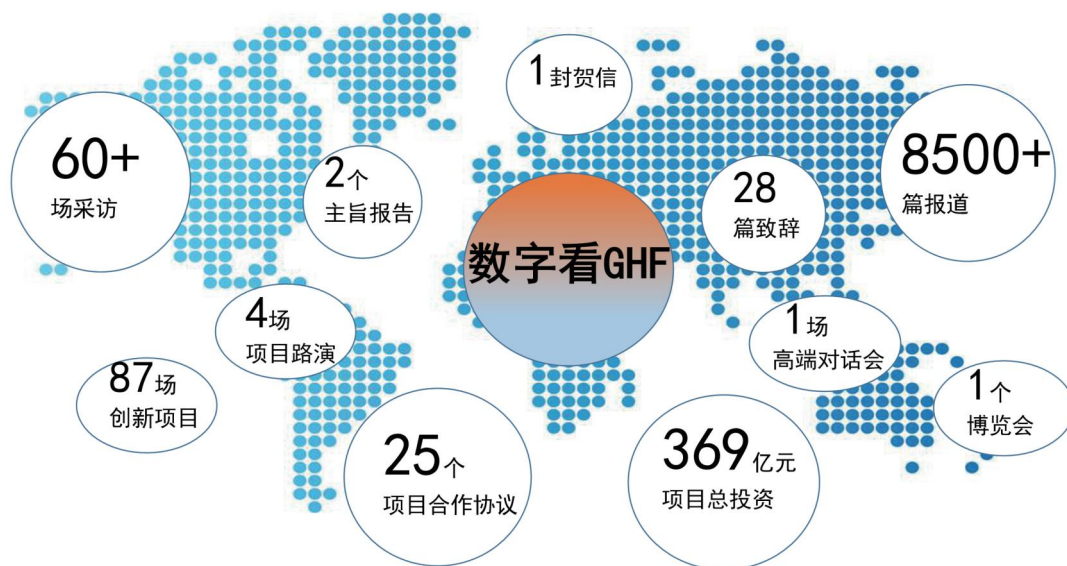 1封贺信
60+
场采访
2个
主旨报告
28
篇致辞
8500+
篇报道
数字看GHF
4场
项目路演
1场
高端对话会
87场
创新项目
1个
博览会
25个
项目合作协议
369亿元
项目总投资